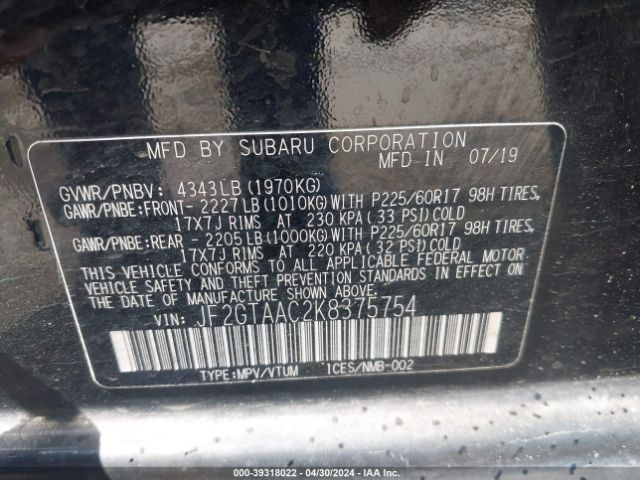 MFD BY SUBARU CORPORATION
MFD IN 07/19
GVWR/PNBV: 4343LB(1970KG)
GAWR/PNBE:FRONT-2227LB(1010KG)WITH P225/60R17 98H TIRES,
17X7J RIMS AT 230 KPA(33 PSI)COLD
GAWR/PNBE:REAR -2205LB(1000KG)WITH P225/60R17 98H TIRES,
17X7J RIMS AT 220 KPA(32 PSI)COLD
THIS VEHICLE CONFORMS TO ALL APPLICABLE FEDERAL MOTOR
VEHICLE SAFETY AND THEFT PREVENTION STANDARDS IN EFFECT ON
THE DATE OF MANUFACTURE SHOWN ABOVE.
VIN: JF2GTAAC2K8375754
TYPE:MPV/VTUM ICES/NMB-002
000-39318022 - 04/30/2024 - IAA Inc.